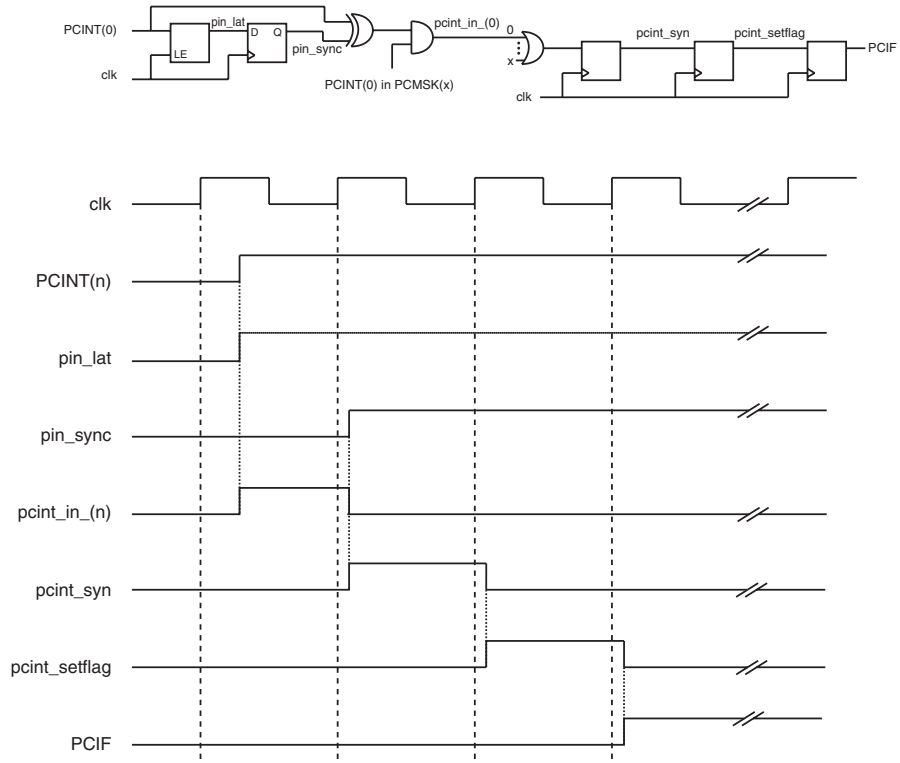 PCINT(0)
pin_lat
D Q
LE
pin_sync
clk
pcint_in_(0)
0
x
PCINT(0) in PCMSK(x)
pcint_syn
pcint_setflag
PCIF
clk
clk
PCINT(n)
pin_lat
pin_sync
pcint_in_(n)
pcint_syn
pcint_setflag
PCIF